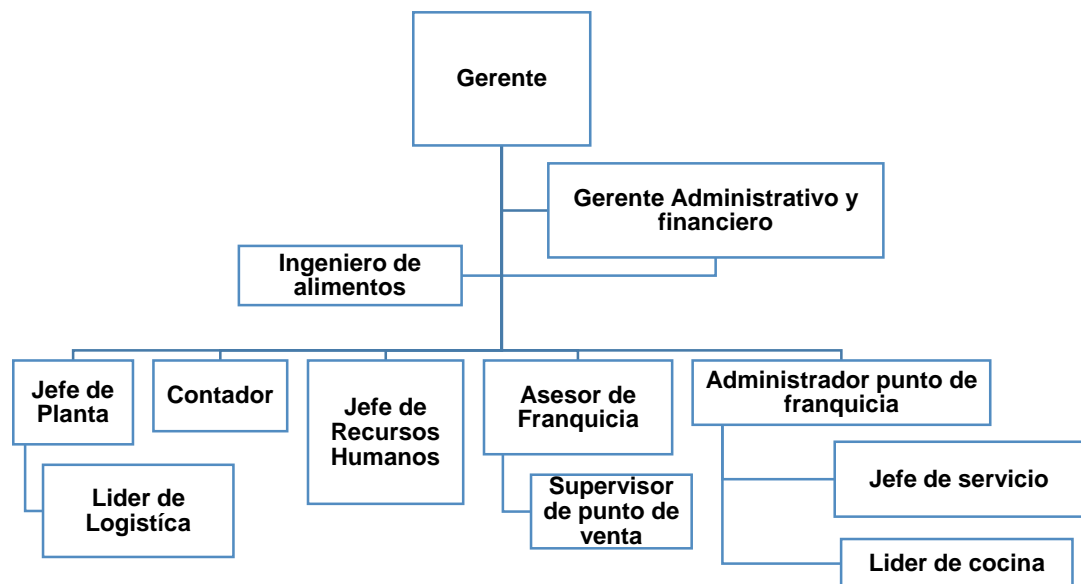 Gerente
Gerente Administrativo y
financiero
Ingeniero de
alimentos
Jefe de
Planta
Contador
Jefe de
Recursos
Humanos
Asesor de
Franquicia
Administrador punto de
franquicia
Lider de
Logistíca
Supervisor
de punto de
venta
Jefe de servicio
Lider de cocina